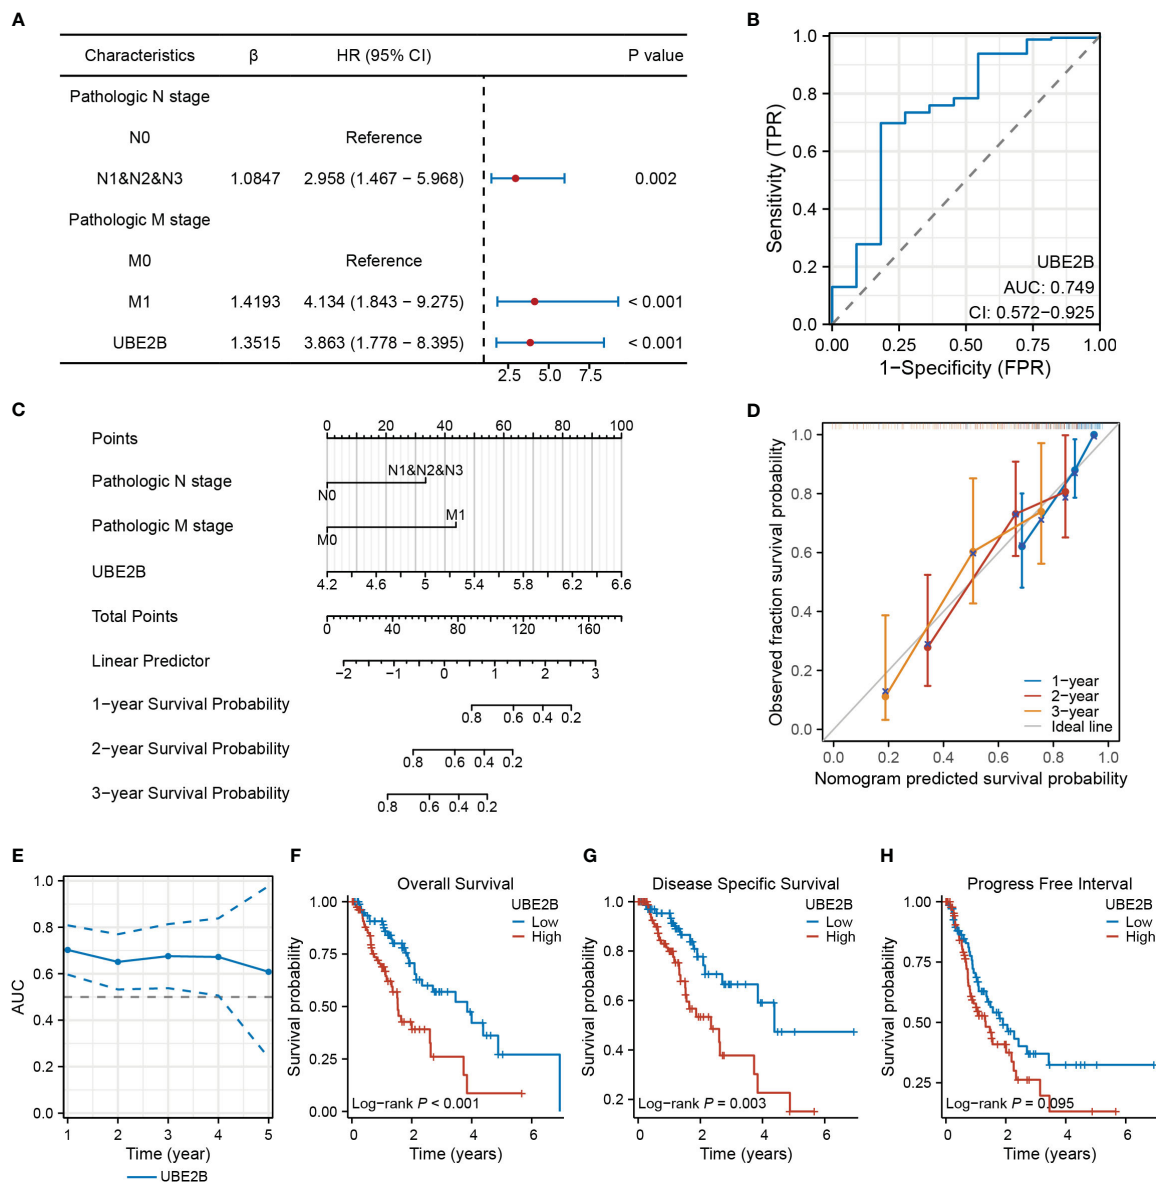 A
Characteristics β HR (95% CI) P value
Pathologic N stage
N0 Reference
N1&N2&N3 1.0847 2.958 (1.467 − 5.968) 0.002
Pathologic M stage
M0 Reference
M1 1.4193 4.134 (1.843 − 9.275) < 0.001
UBE2B 1.3515 3.863 (1.778 − 8.395) < 0.001
2.5 5.0 7.5
B
Sensitivity (TPR)
1.0
0.8
0.6
0.4
0.2
0.0
UBE2B
AUC: 0.749
CI: 0.572−0.925
0.00 0.25 0.50 0.75 1.00
1−Specificity (FPR)
C
Points 0 20 40 60 80 100
Pathologic N stage N0 N1&N2&N3
Pathologic M stage M0 M1
UBE2B 4.2 4.6 5 5.4 5.8 6.2 6.6
Total Points 0 40 80 120 160
Linear Predictor −2 −1 0 1 2 3
1−year Survival Probability 0.8 0.6 0.4 0.2
2−year Survival Probability 0.8 0.6 0.4 0.2
3−year Survival Probability 0.8 0.6 0.4 0.2
D
Observed fraction survival probability
1.0
0.8
0.6
0.4
0.2
0.0
1−year
2−year
3−year
Ideal line
0.0 0.2 0.4 0.6 0.8 1.0
Nomogram predicted survival probability
E
AUC
1.0
0.8
0.6
0.4
0.2
0.0
1 2 3 4 5
Time (year)
UBE2B
F
Overall Survival
UBE2B
Low
High
Survival probability
1.00
0.75
0.50
0.25
0.00
Log−rank P < 0.001
0 2 4 6
Time (years)
G
Disease Specific Survival
UBE2B
Low
High
Survival probability
1.0
0.8
0.6
0.4
0.2
Log−rank P = 0.003
0 2 4 6
Time (years)
H
Progress Free Interval
UBE2B
Low
High
Survival probability
1.00
0.75
0.50
0.25
Log−rank P = 0.095
0 2 4 6
Time (years)